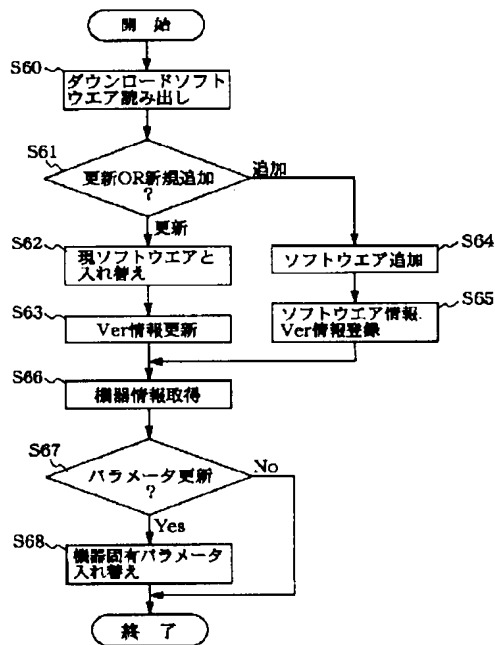 開始
S60
ダウンロードソフト
ウエア読み出し
S61
更新OR新規追加
?
追加
更新
S62
現ソフトウエアと
入れ替え
S64
ソフトウエア追加
S63
Ver情報更新
S65
ソフトウエア情報.
Ver情報登録
S66
機器情報取得
S67
パラメータ更新
?
No
Yes
S68
機器固有パラメータ
入れ替え
終了